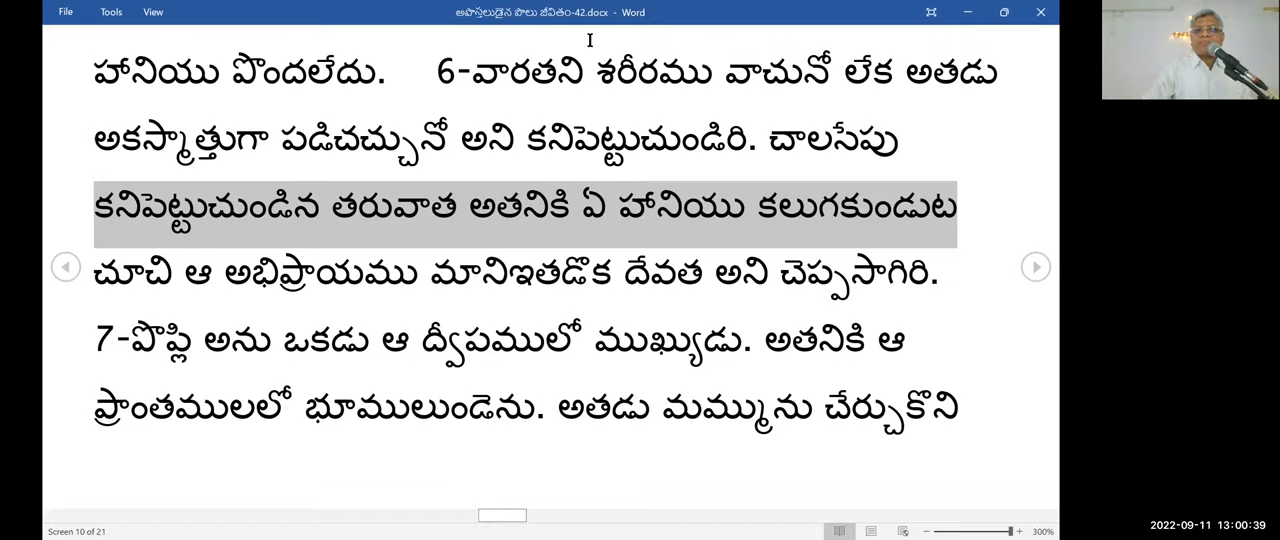 File Tools View అపొస్తలుడైన పౌలు జీవితం-42.docx - Word
హానియు పొందలేదు. 6-వారతని శరీరము వాచునో లేక అతడు
అకస్మాత్తుగా పడిచచ్చునో అని కనిపెట్టుచుండిరి. చాలసేపు
కనిపెట్టుచుండిన తరువాత అతనికి ఏ హానియు కలుగకుండుట
చూచి ఆ అభిప్రాయము మానిఇతడొక దేవత అని చెప్పసాగిరి.
7-పొప్లి అను ఒకడు ఆ ద్వీపములో ముఖ్యుడు. అతనికి ఆ
ప్రాంతములలో భూములుండెను. అతడు మమ్మును చేర్చుకొని
Screen 10 of 21 300%
2022-09-11 13:00:39